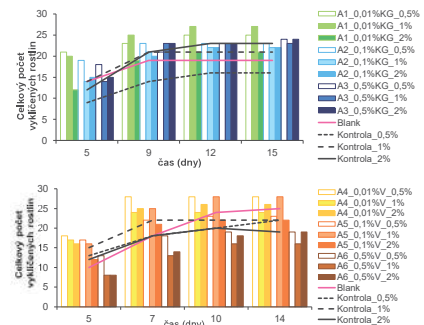 Celkový počet
vyklíčených rostlin
30
25
20
15
10
5
0
5
9
12
15
čas (dny)
A1_0,01%KG_0,5%
A1_0,01%KG_1%
A1_0,01%KG_2%
A2_0,1%KG_0,5%
A2_0,1%KG_1%
A2_0,1%KG_2%
A3_0,5%KG_0,5%
A3_0,5%KG_1%
A3_0,5%KG_2%
Blank
Kontrola_0,5%
Kontrola_1%
Kontrola_2%
Celkový počet
vyklíčených rostlin
30
25
20
15
10
5
0
5
7
10
14
čas (dny)
A4_0,01%V_0,5%
A4_0,01%V_1%
A4_0,01%V_2%
A5_0,1%V_0,5%
A5_0,1%V_1%
A5_0,1%V_2%
A6_0,5%V_0,5%
A6_0,5%V_1%
A6_0,5%V_2%
Blank
Kontrola_0,5%
Kontrola_1%
Kontrola_2%